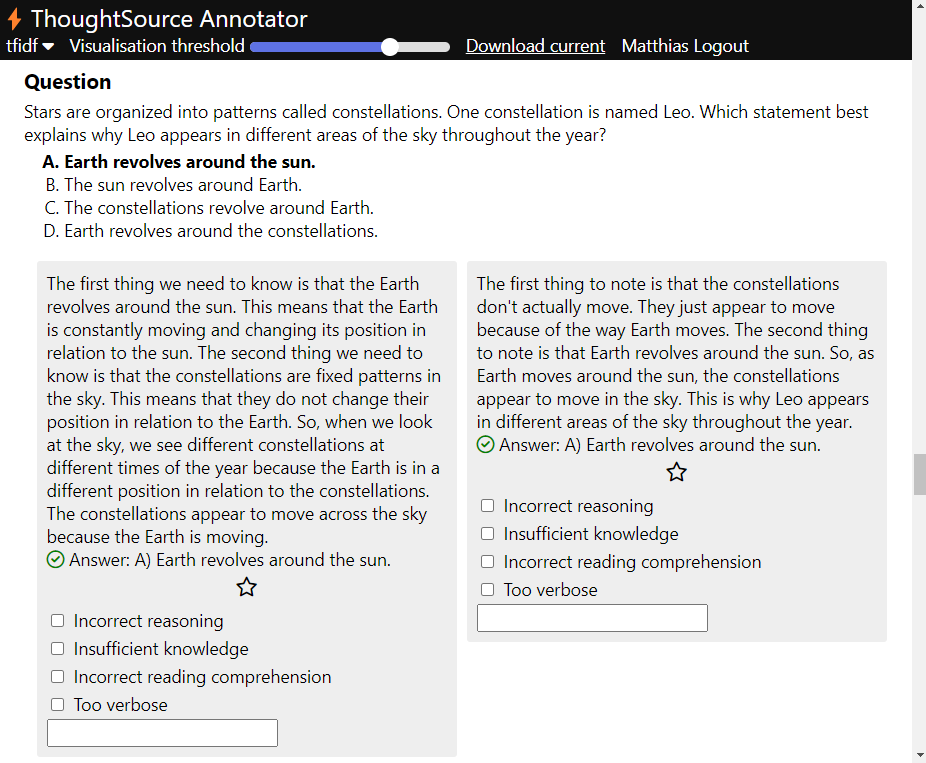 ThoughtSource Annotator
tfidf Visualisation threshold Download current Matthias Logout
Question
Stars are organized into patterns called constellations. One constellation is named Leo. Which statement best
explains why Leo appears in different areas of the sky throughout the year?
A. Earth revolves around the sun.
B. The sun revolves around Earth.
C. The constellations revolve around Earth.
D. Earth revolves around the constellations.
The first thing we need to know is that the Earth
revolves around the sun. This means that the Earth
is constantly moving and changing its position in
relation to the sun. The second thing we need to
know is that the constellations are fixed patterns in
the sky. This means that they do not change their
position in relation to the Earth. So, when we look
at the sky, we see different constellations at
different times of the year because the Earth is in a
different position in relation to the constellations.
The constellations appear to move across the sky
because the Earth is moving.
Answer: A) Earth revolves around the sun.
Incorrect reasoning
Insufficient knowledge
Incorrect reading comprehension
Too verbose
The first thing to note is that the constellations
don't actually move. They just appear to move
because of the way Earth moves. The second thing
to note is that Earth revolves around the sun. So, as
Earth moves around the sun, the constellations
appear to move in the sky. This is why Leo appears
in different areas of the sky throughout the year.
Answer: A) Earth revolves around the sun.
Incorrect reasoning
Insufficient knowledge
Incorrect reading comprehension
Too verbose